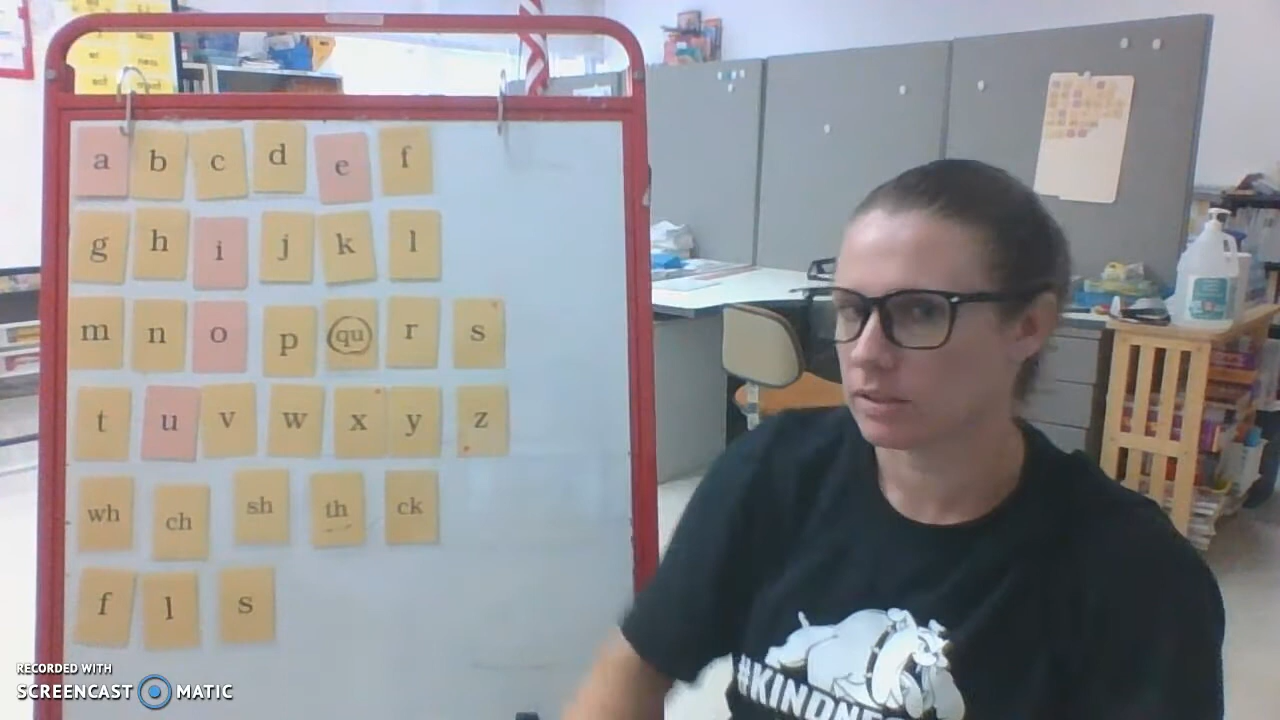 a b c d e f
g h i j k l
m n o p qu r s
t u v w x y z
wh ch sh th ck
f l s
#KINDNE
RECORDED WITH
SCREENCAST MATIC